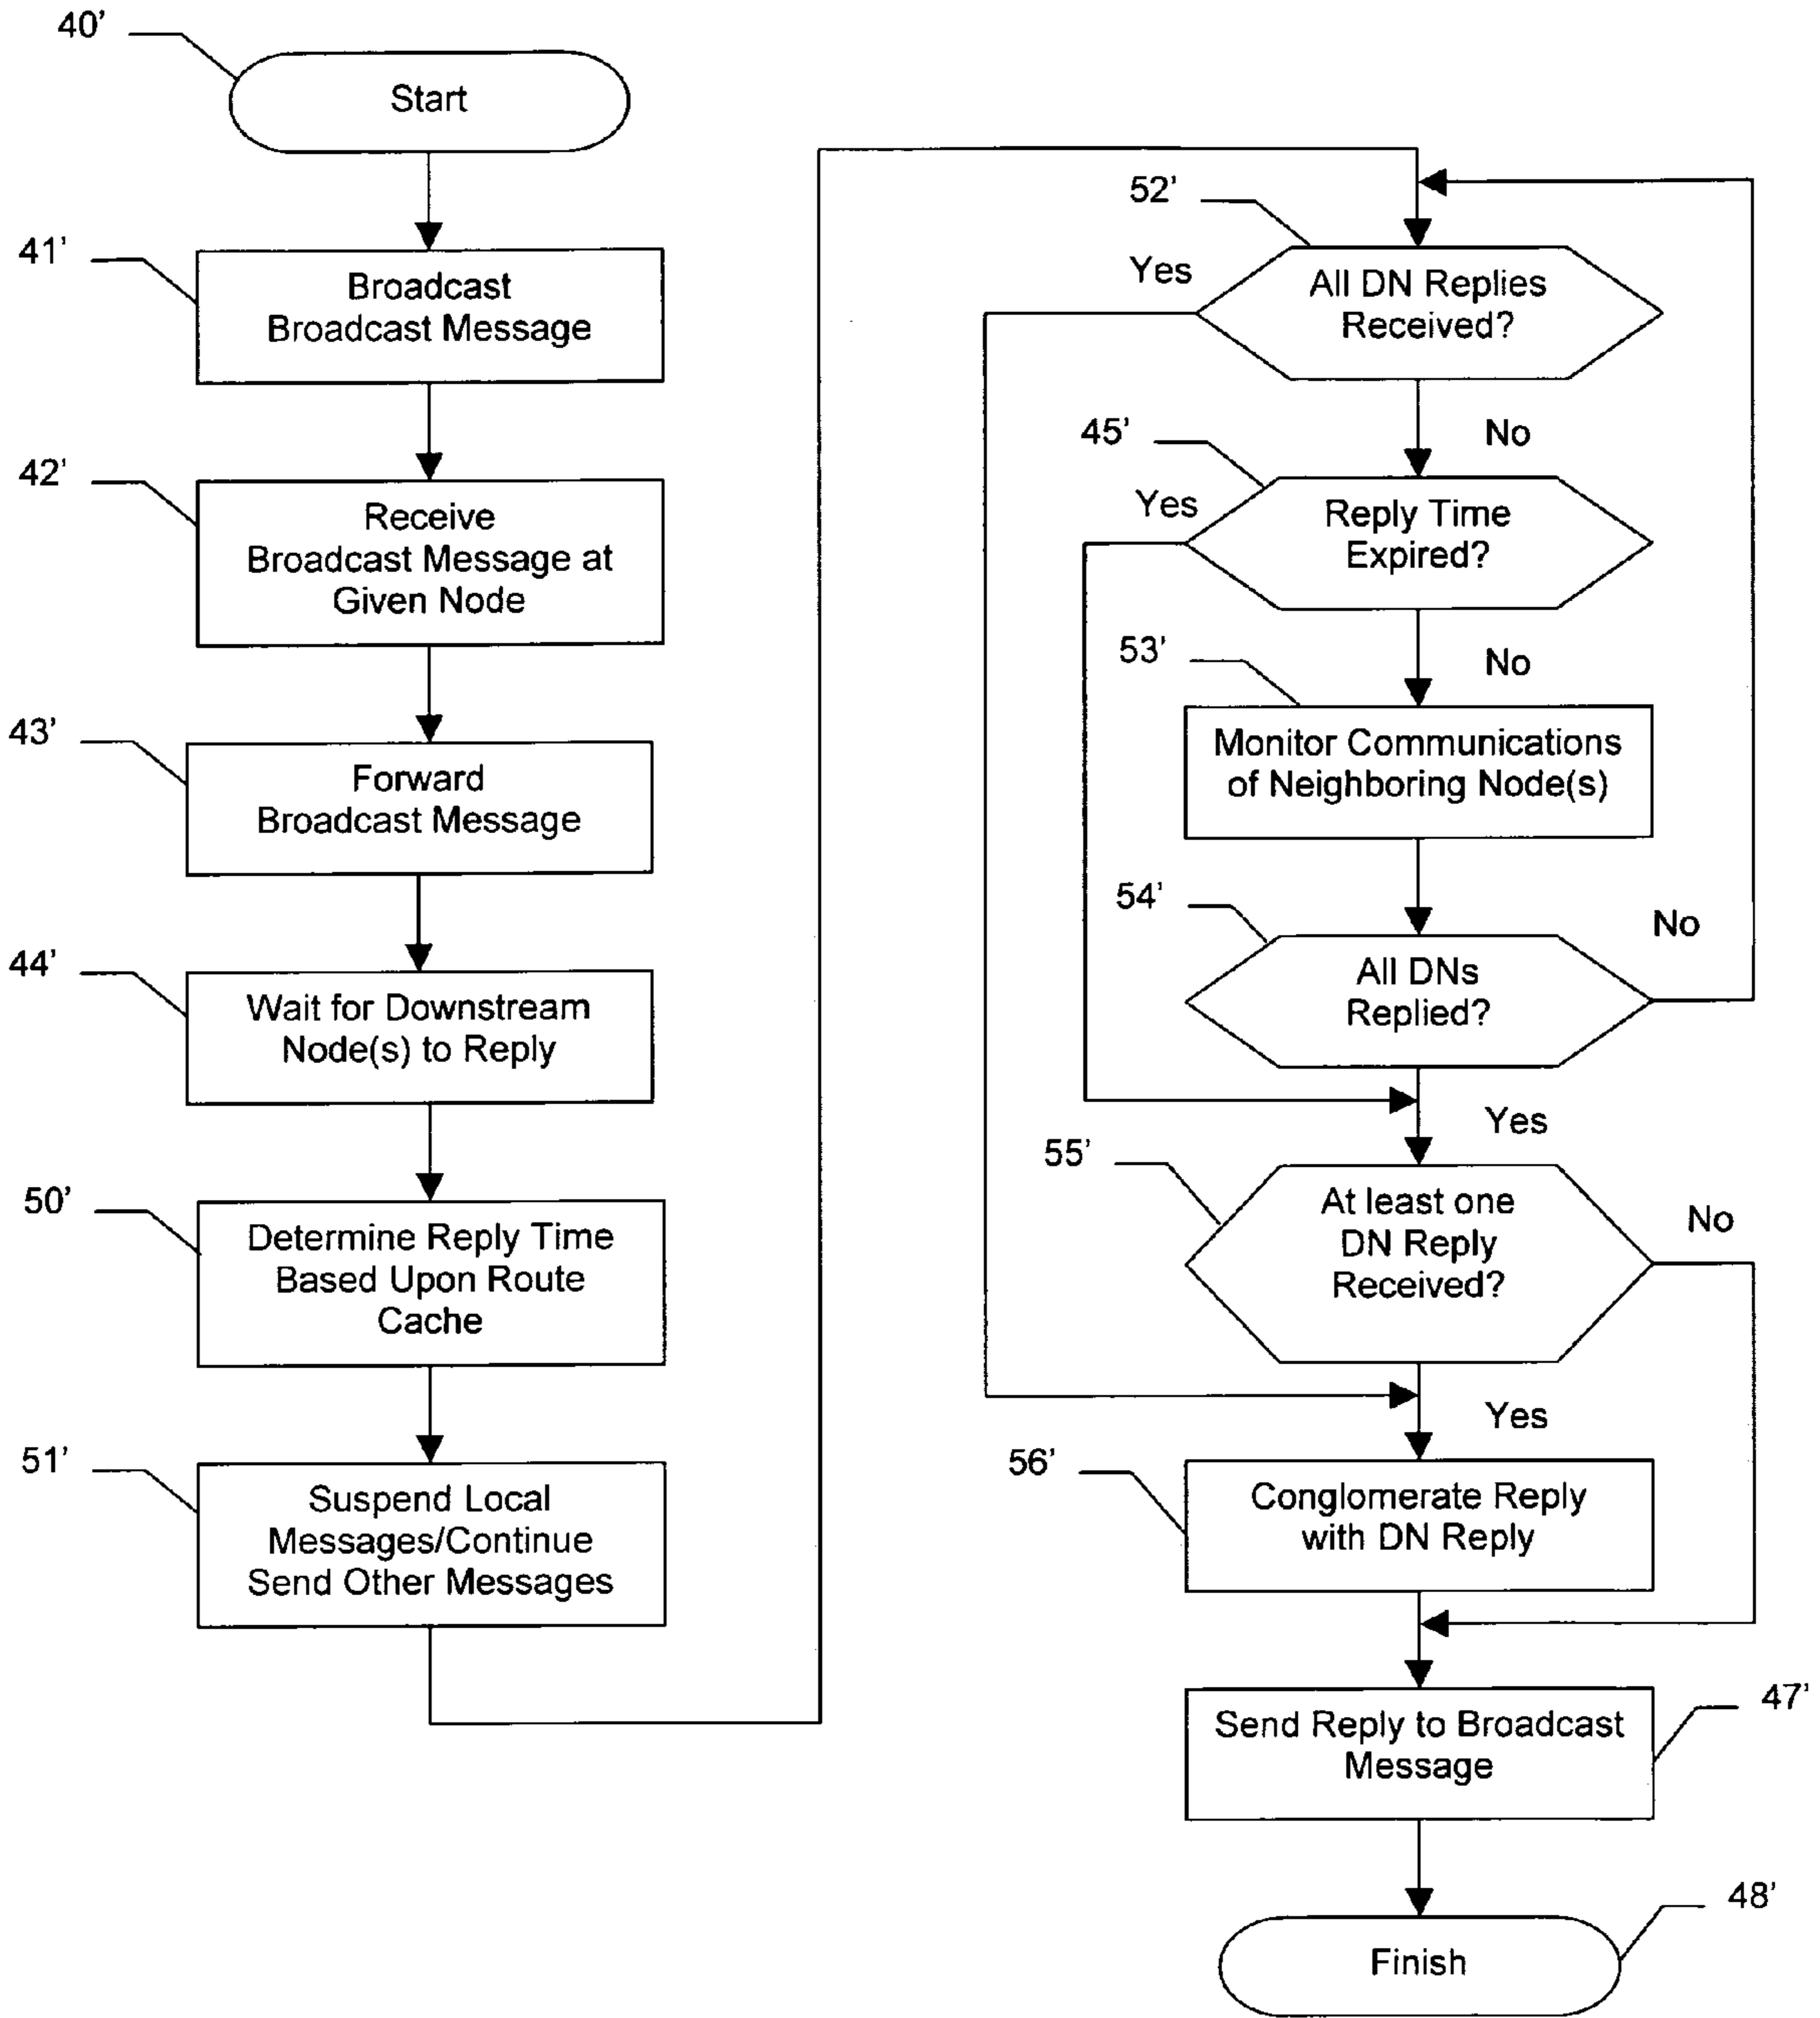 40'
Start
41'
Broadcast
Broadcast Message
42'
Receive
Broadcast Message at
Given Node
43'
Forward
Broadcast Message
44'
Wait for Downstream
Node(s) to Reply
50'
Determine Reply Time
Based Upon Route
Cache
51'
Suspend Local
Messages/Continue
Send Other Messages
52'
Yes
All DN Replies
Received?
No
45'
Yes
Reply Time
Expired?
No
53'
Monitor Communications
of Neighboring Node(s)
54'
No
All DNs
Replied?
Yes
55'
At least one
DN Reply
Received?
No
Yes
56'
Conglomerate Reply
with DN Reply
47'
Send Reply to Broadcast
Message
48'
Finish